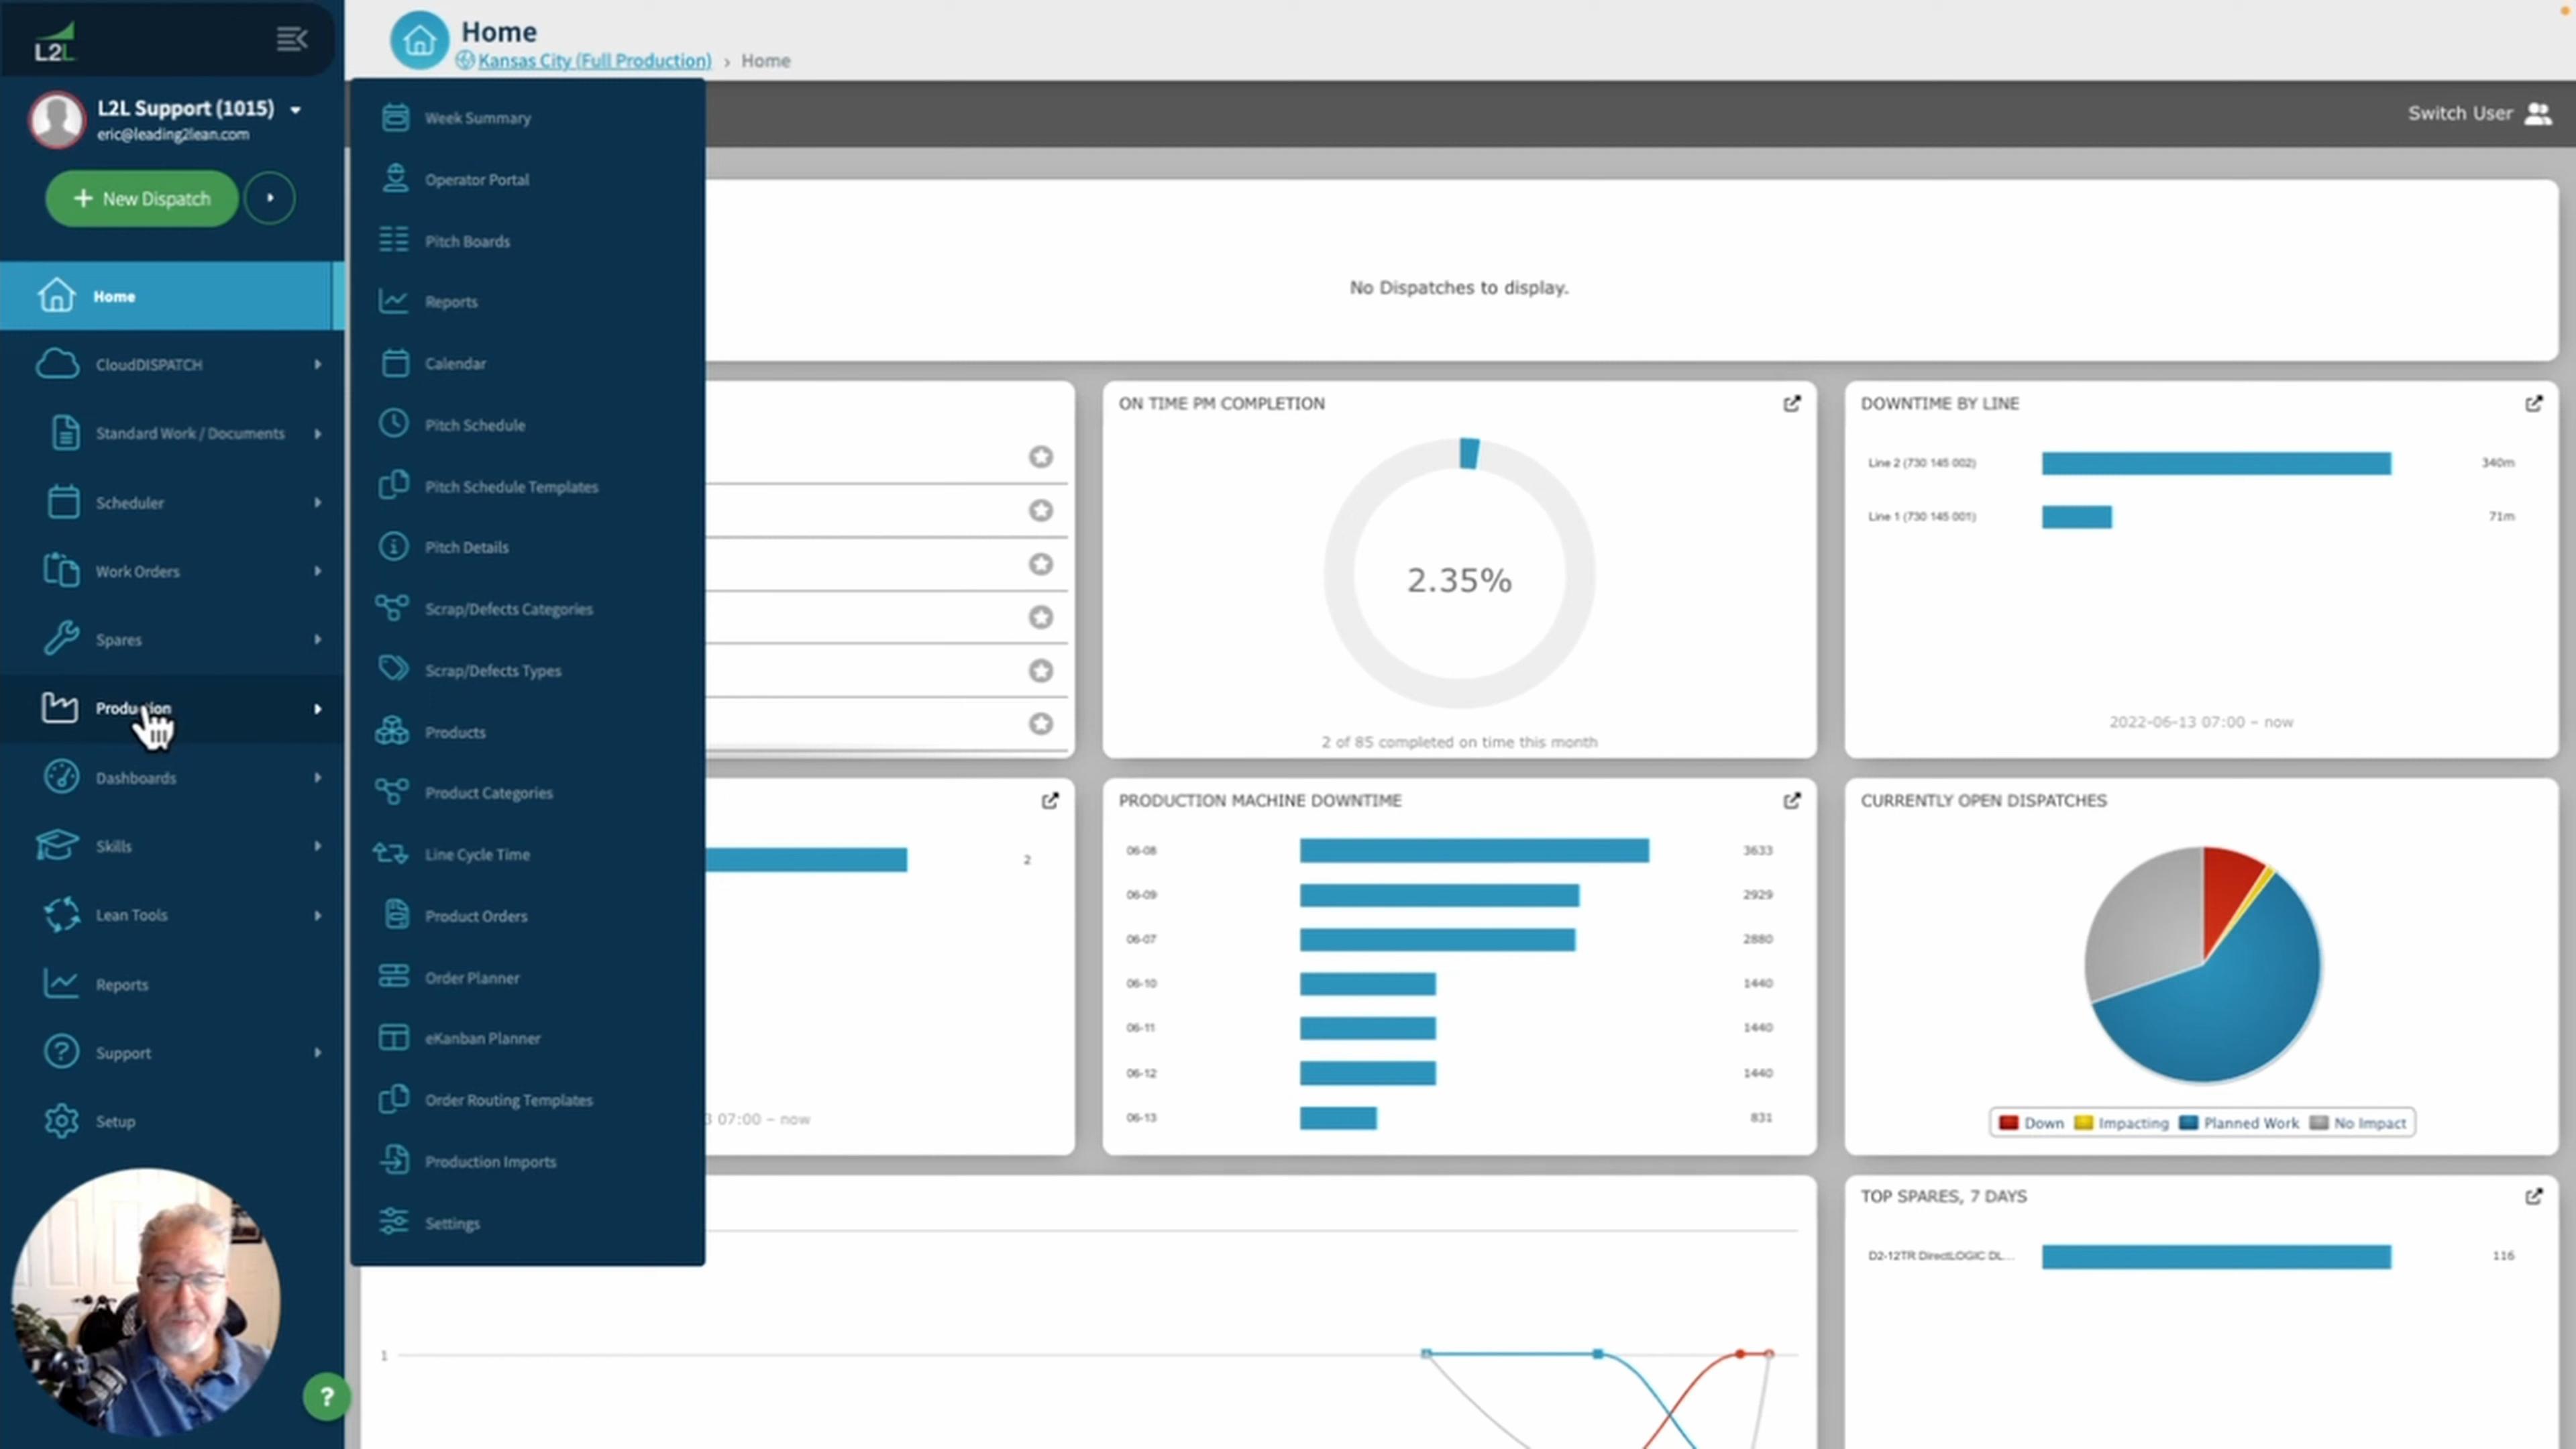 L2L
L2L Support (1015)
eric@leading2lean.com
+ New Dispatch
Home
CloudDISPATCH
Standard Work / Documents
Scheduler
Work Orders
Spares
Production
Dashboards
Skills
Lean Tools
Reports
Support
Setup
?
Home
Kansas City (Full Production) › Home
Switch User
Week Summary
Operator Portal
Pitch Boards
Reports
Calendar
Pitch Schedule
Pitch Schedule Templates
Pitch Details
Scrap/Defects Categories
Scrap/Defects Types
Products
Product Categories
Line Cycle Time
Product Orders
Order Planner
eKanban Planner
Order Routing Templates
Production Imports
Settings
No Dispatches to display.
ON TIME PM COMPLETION
2.35%
2 of 85 completed on time this month
DOWNTIME BY LINE
Line 2 (730 145 002) 340m
Line 1 (730 145 001) 71m
2022-06-13 07:00 – now
2
3 07:00 – now
PRODUCTION MACHINE DOWNTIME
06-08 3633
06-09 2929
06-07 2880
06-10 1440
06-11 1440
06-12 1440
06-13 831
CURRENTLY OPEN DISPATCHES
Down Impacting Planned Work No Impact
1
TOP SPARES, 7 DAYS
D2-12TR DirectLOGIC DL... 116